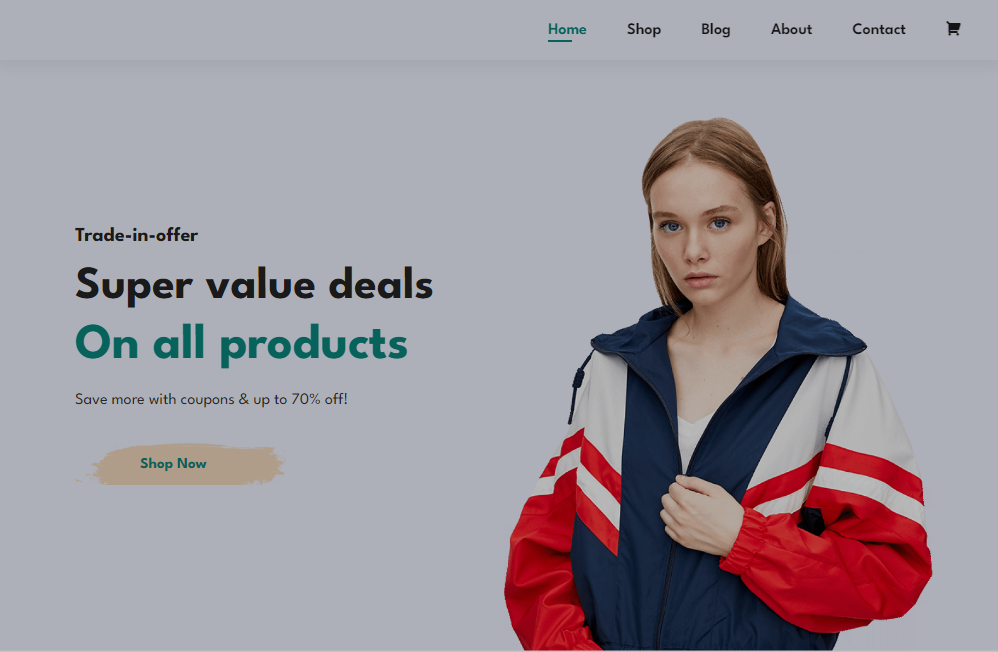 Home Shop Blog About Contact
Trade-in-offer
Super value deals
On all products
Save more with coupons & up to 70% off!
Shop Now